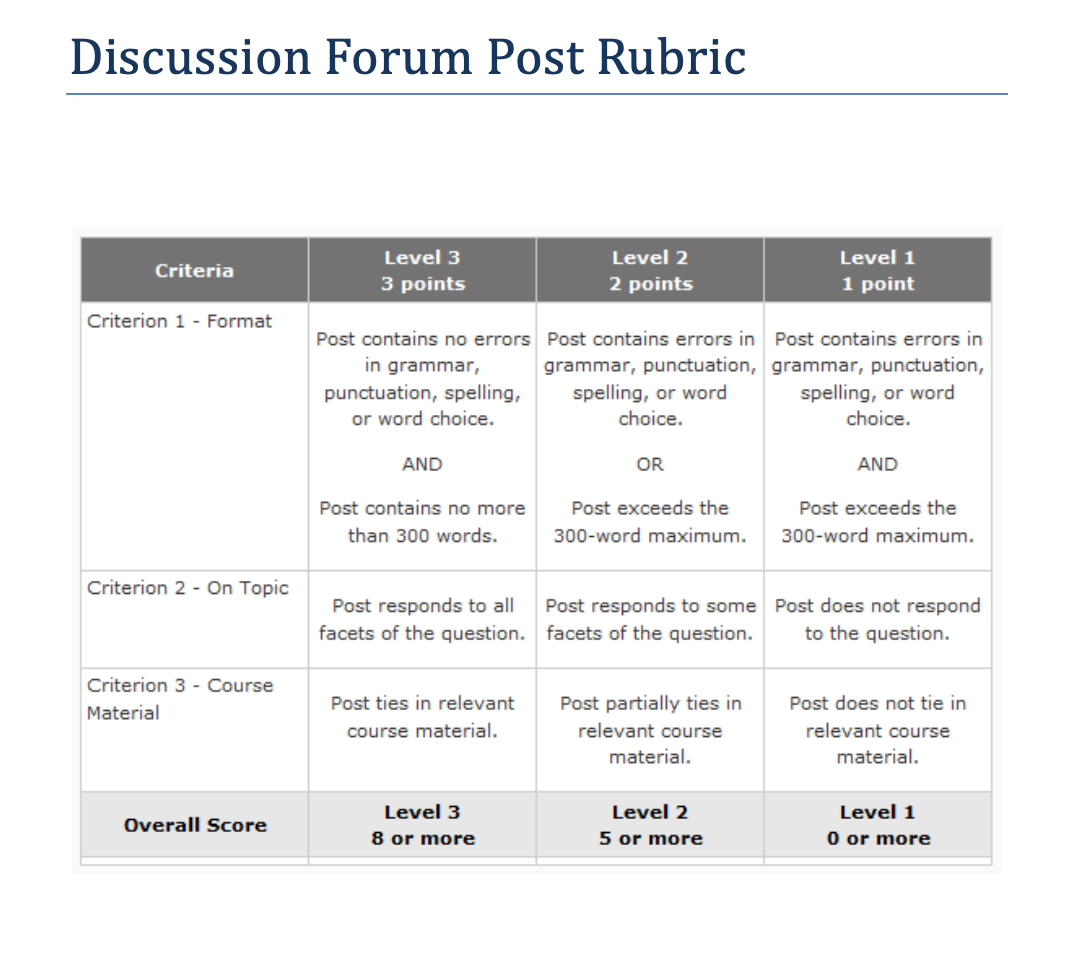 Discussion Forum Post Rubric
Criteria
Level 3
3 points
Level 2
2 points
Level 1
1 point
Criterion 1 - Format
Post contains no errors
in grammar,
punctuation, spelling,
or word choice.
AND
Post contains no more
than 300 words.
Post contains errors in
grammar, punctuation,
spelling, or word
choice.
OR
Post exceeds the
300-word maximum.
Post contains errors in
grammar, punctuation,
spelling, or word
choice.
AND
Post exceeds the
300-word maximum.
Criterion 2 - On Topic
Post responds to all
facets of the question.
Post responds to some
facets of the question.
Post does not respond
to the question.
Criterion 3 - Course
Material
Post ties in relevant
course material.
Post partially ties in
relevant course
material.
Post does not tie in
relevant course
material.
Overall Score
Level 3
8 or more
Level 2
5 or more
Level 1
0 or more